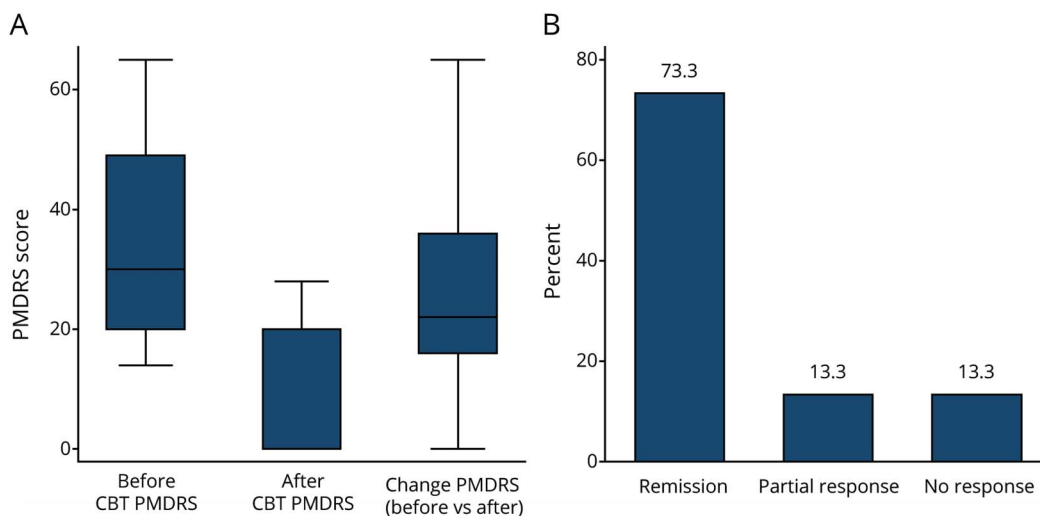 A
PMDRS score
60
40
20
0
Before
CBT PMDRS
After
CBT PMDRS
Change PMDRS
(before vs after)
B
Percent
80
60
40
20
0
73.3
13.3
13.3
Remission
Partial response
No response